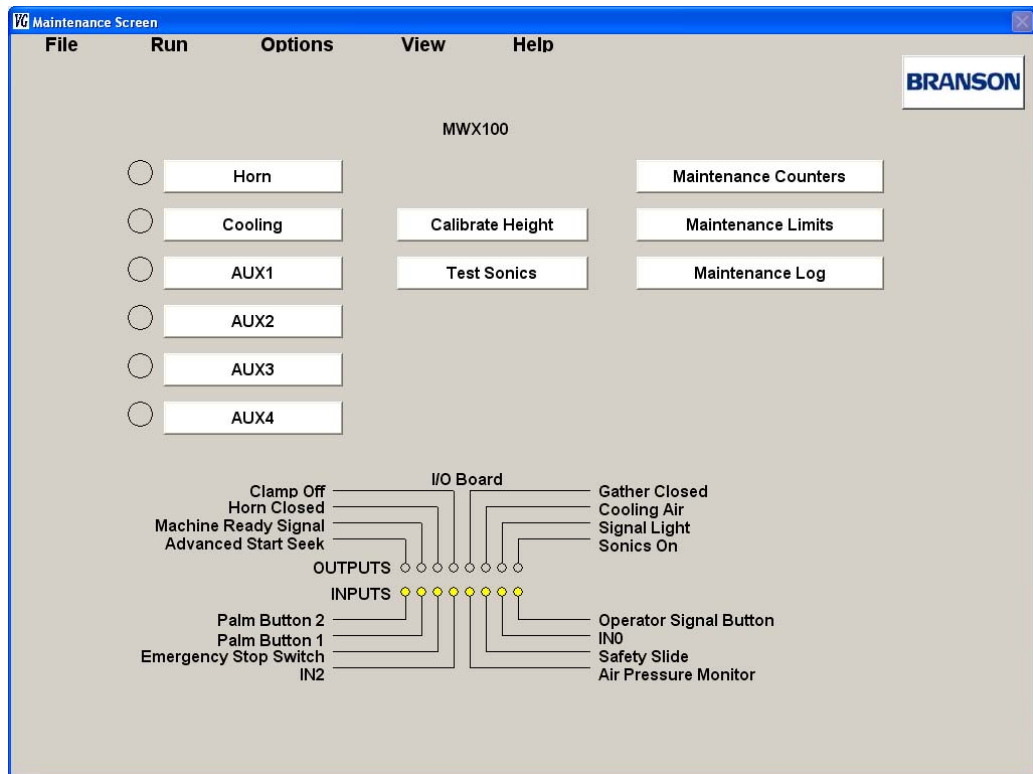 VG Maintenance Screen
File Run Options View Help
BRANSON
MWX100
Horn
Maintenance Counters
Cooling
Calibrate Height
Maintenance Limits
AUX1
Test Sonics
Maintenance Log
AUX2
AUX3
AUX4
I/O Board
Clamp Off
Gather Closed
Horn Closed
Cooling Air
Machine Ready Signal
Signal Light
Advanced Start Seek
Sonics On
OUTPUTS
INPUTS
Palm Button 2
Operator Signal Button
Palm Button 1
IN0
Emergency Stop Switch
Safety Slide
IN2
Air Pressure Monitor